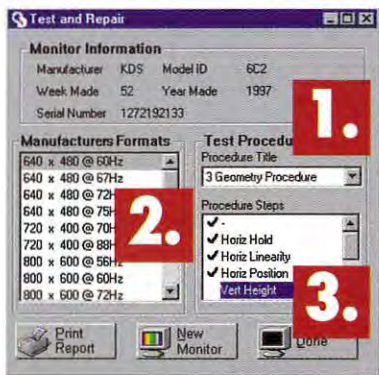 Test and Repair
Monitor Information
Manufacturer KDS Model ID 6C2
Week Made 52 Year Made 1997
Serial Number 1272192133
1.
Manufacturers Formats
640 x 480 @ 60Hz
640 x 480 @ 67Hz
640 x 480 @ 72H
640 x 480 @ 75H
720 x 400 @ 70H
720 x 400 @ 88H
800 x 600 @ 56H
800 x 600 @ 60Hz
800 x 600 @ 72Hz
2.
Test Proced
Procedure Title
3 Geometry Procedure
Procedure Steps
-
Horiz Hold
Horiz Linearity
Horiz Position
Vert Height
3.
Print Report
New Monitor
Done